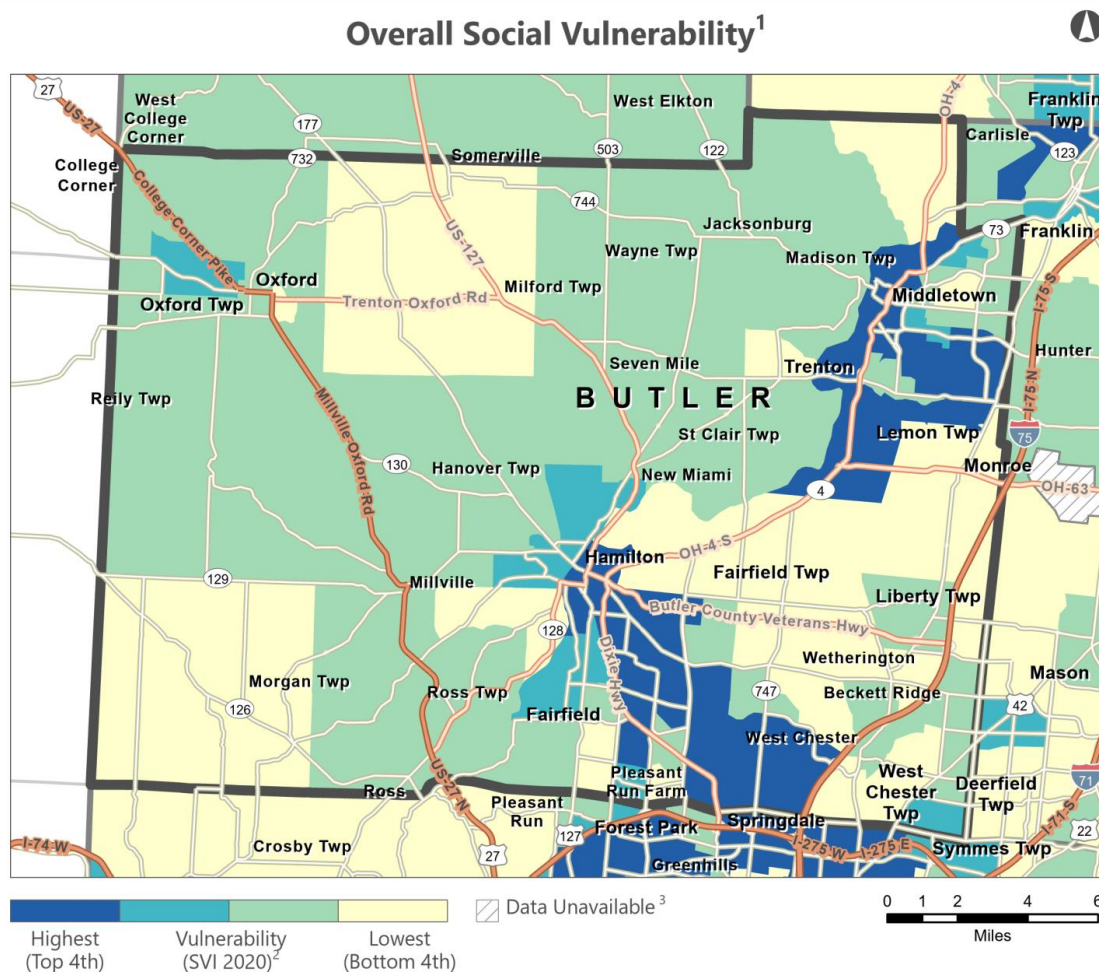 Overall Social Vulnerability1
27
US-27
West
College
Corner
177
West Elkton
OH-4
Franklin
Twp
Carlisle
123
College
Corner
732
Somerville
503
122
College Corner Pike
US-127
744
Jacksonburg
73
Franklin
Wayne Twp
Madison Twp
I-75 S
Oxford
Oxford Twp
Trenton Oxford Rd
Milford Twp
Middletown
Hunter
Seven Mile
Trenton
I-75 N
Reily Twp
BUTLER
Millville Oxford Rd
St Clair Twp
Lemon Twp
75
130
Hanover Twp
New Miami
Monroe
4
OH-63
Hamilton
OH-4 S
129
Millville
Fairfield Twp
Liberty Twp
Butler County Veterans Hwy
128
Dixie Hwy
Wetherington
Mason
Morgan Twp
126
Ross Twp
Fairfield
747
Beckett Ridge
42
West Chester
US-27 N
Ross
Pleasant
Run Farm
West
Chester
Twp
Deerfield
Twp
71
Pleasant
Run
127
Forest Park
Springdale
I-71 S
22
I-74 W
Crosby Twp
27
Greenhills
I-275 W
I-275 E
Symmes Twp
Highest
(Top 4th)
Vulnerability
(SVI 2020)2
Lowest
(Bottom 4th)
Data Unavailable3
0 1 2 4 6
Miles